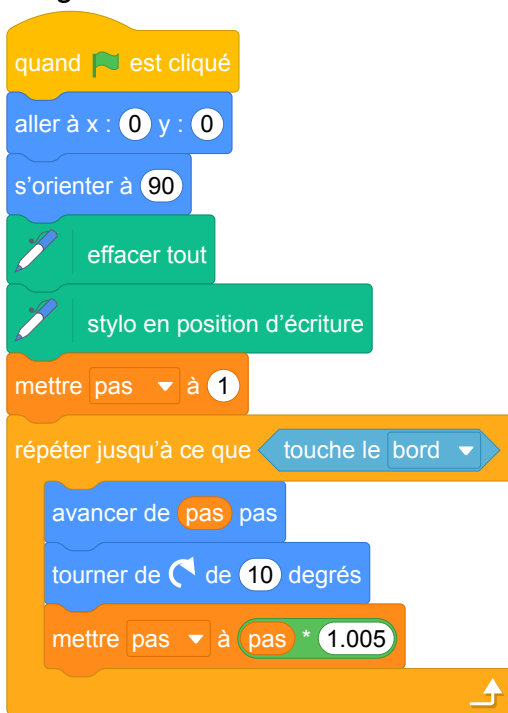 quand est cliqué
aller à x : 0 y : 0
s'orienter à 90
effacer tout
stylo en position d'écriture
mettre pas à 1
répéter jusqu'à ce que touche le bord
avancer de pas pas
tourner de de 10 degrés
mettre pas à pas * 1.005